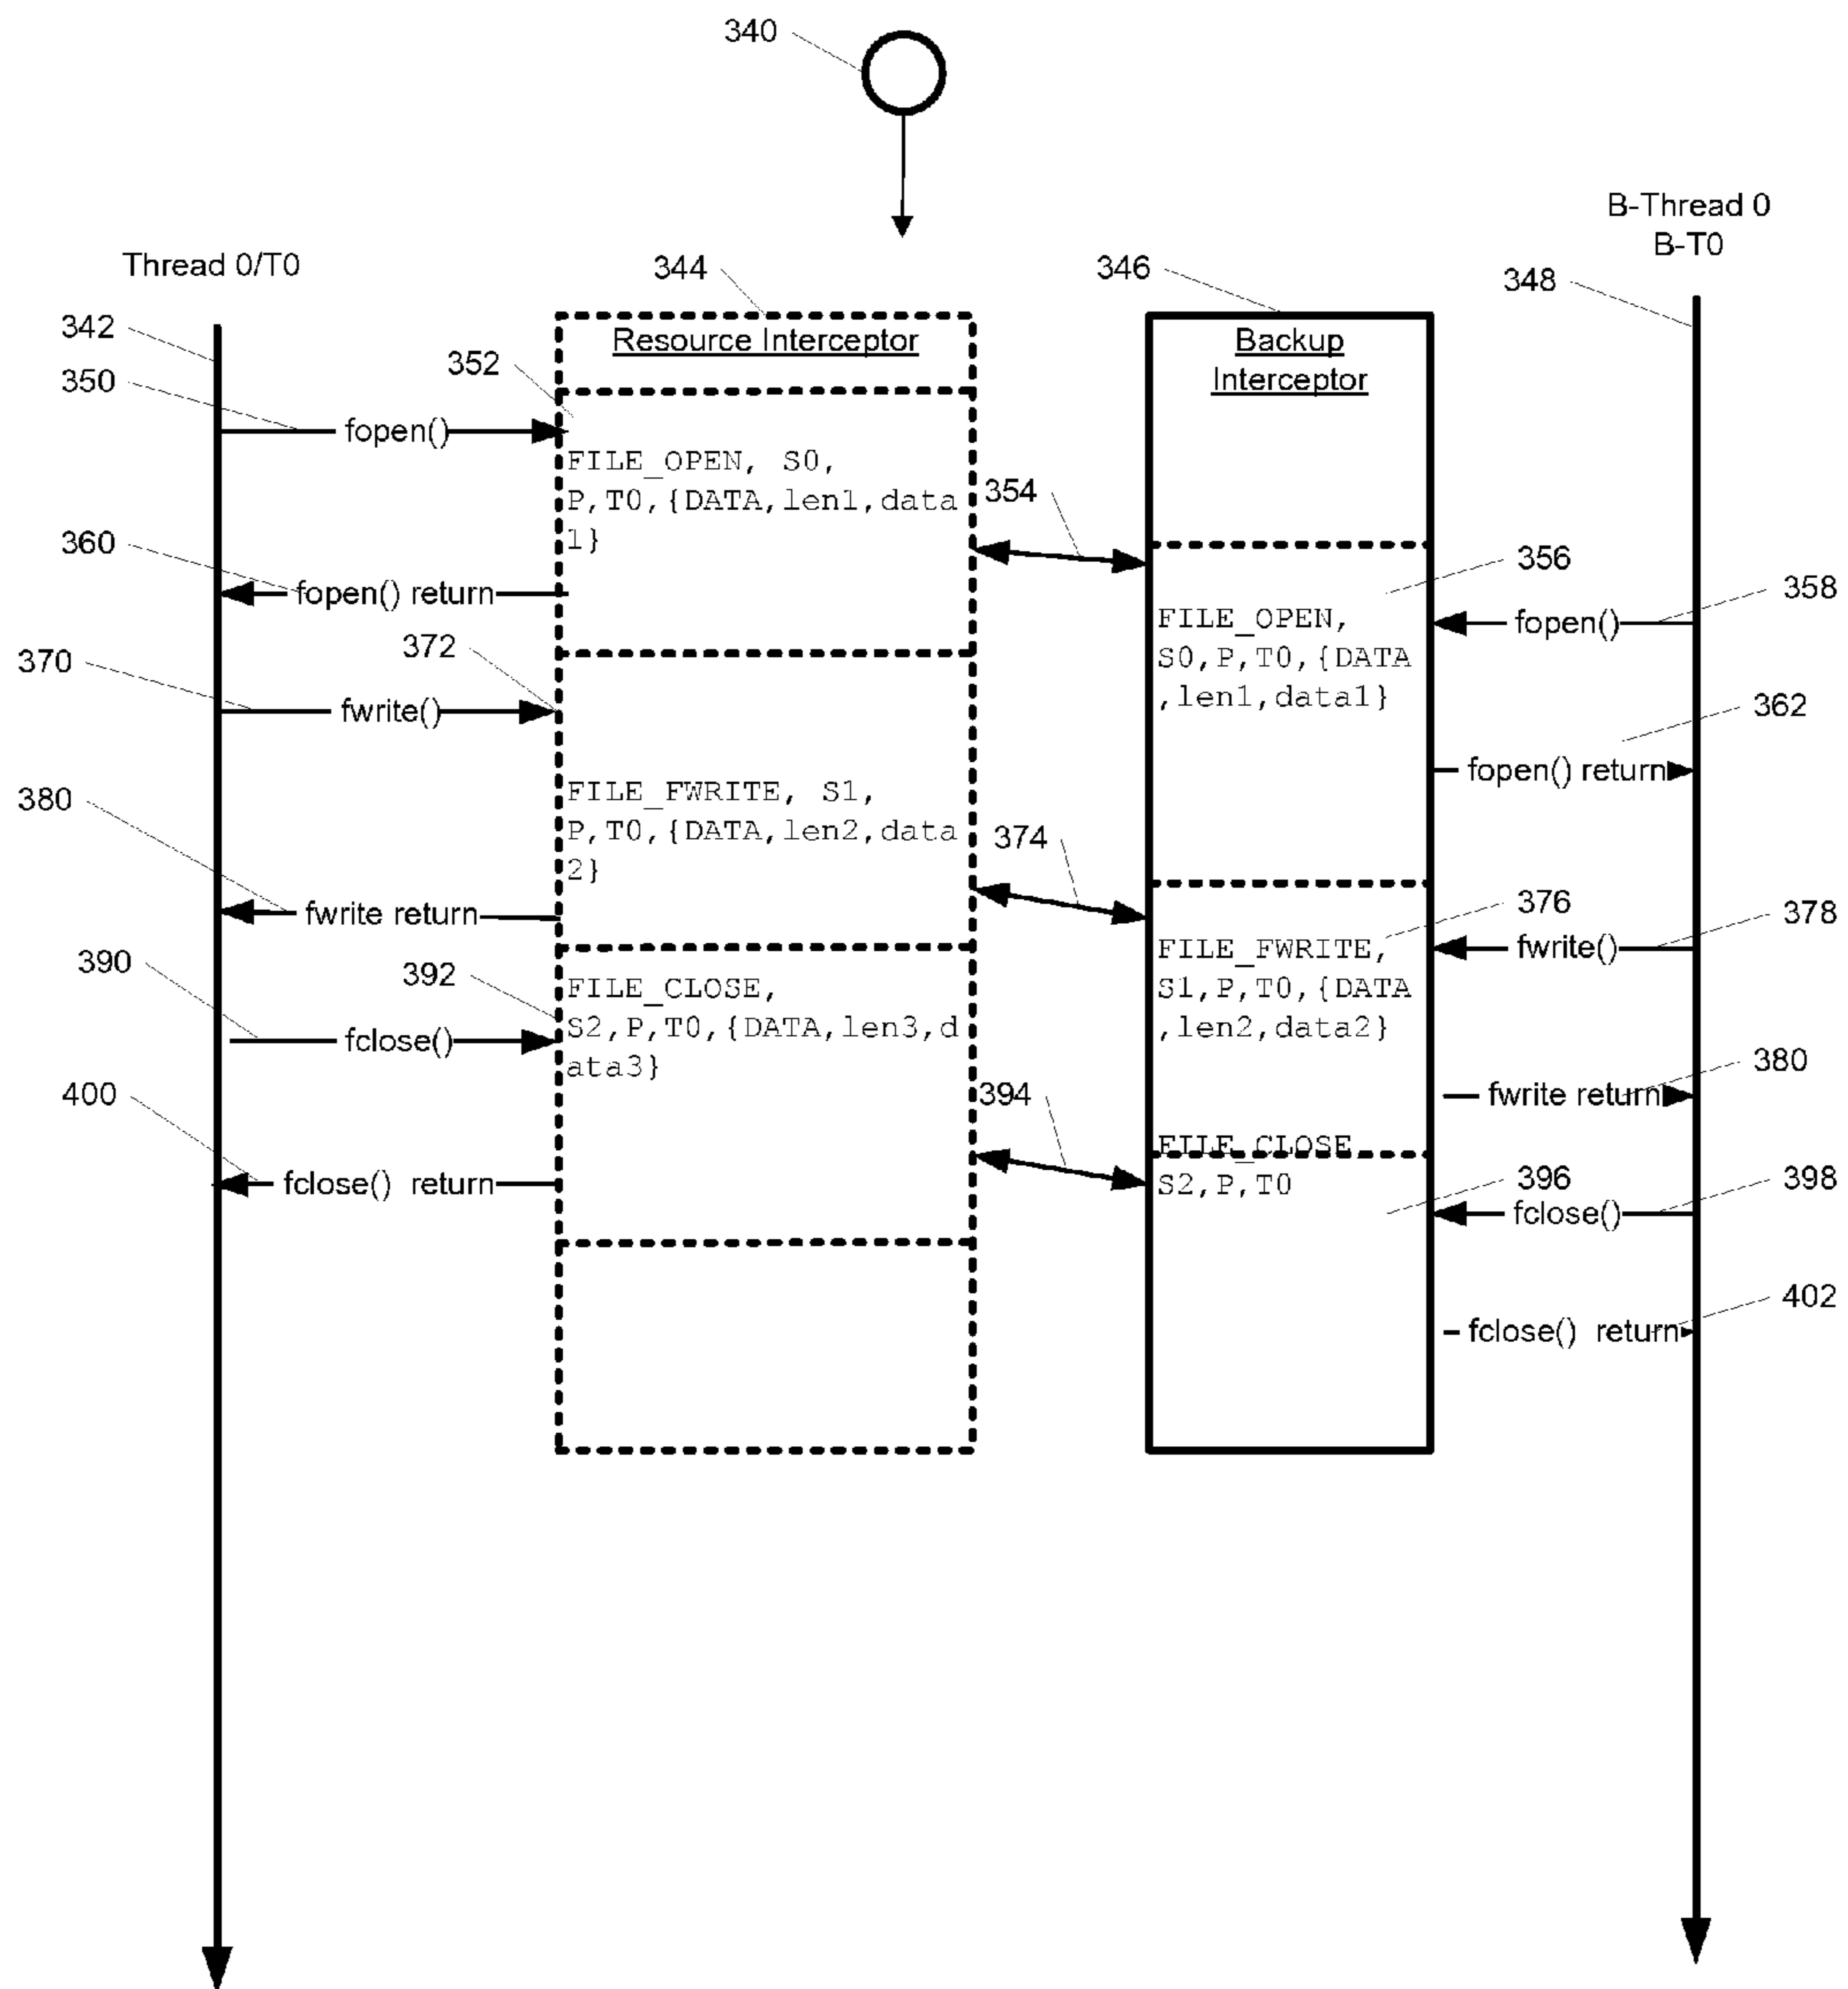 340
B-Thread 0
B-T0
Thread 0/T0
344
346
348
342
Resource Interceptor
Backup
Interceptor
352
350
fopen()
FILE_OPEN, S0,
P,T0,{DATA,len1,data
1}
354
360
fopen() return
356
358
FILE_OPEN,
S0,P,T0,{DATA
,len1,data1}
fopen()
372
370
fwrite()
362
fopen() return
380
FILE_FWRITE, S1,
P,T0,{DATA,len2,data
2}
374
fwrite return
376
378
FILE_FWRITE,
S1,P,T0,{DATA
,len2,data2}
fwrite()
390
392
FILE_CLOSE,
S2,P,T0,{DATA,len3,d
ata3}
fclose()
380
fwrite return
400
394
FILE_CLOSE
S2,P,T0
fclose() return
396
398
fclose()
402
fclose() return